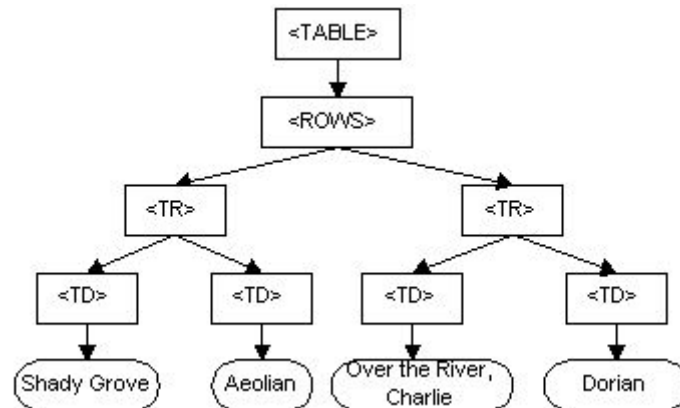 <TABLE>
<ROWS>
<TR>
<TR>
<TD>
<TD>
<TD>
<TD>
Shady Grove
Aeolian
Over the River,
Charlie
Dorian